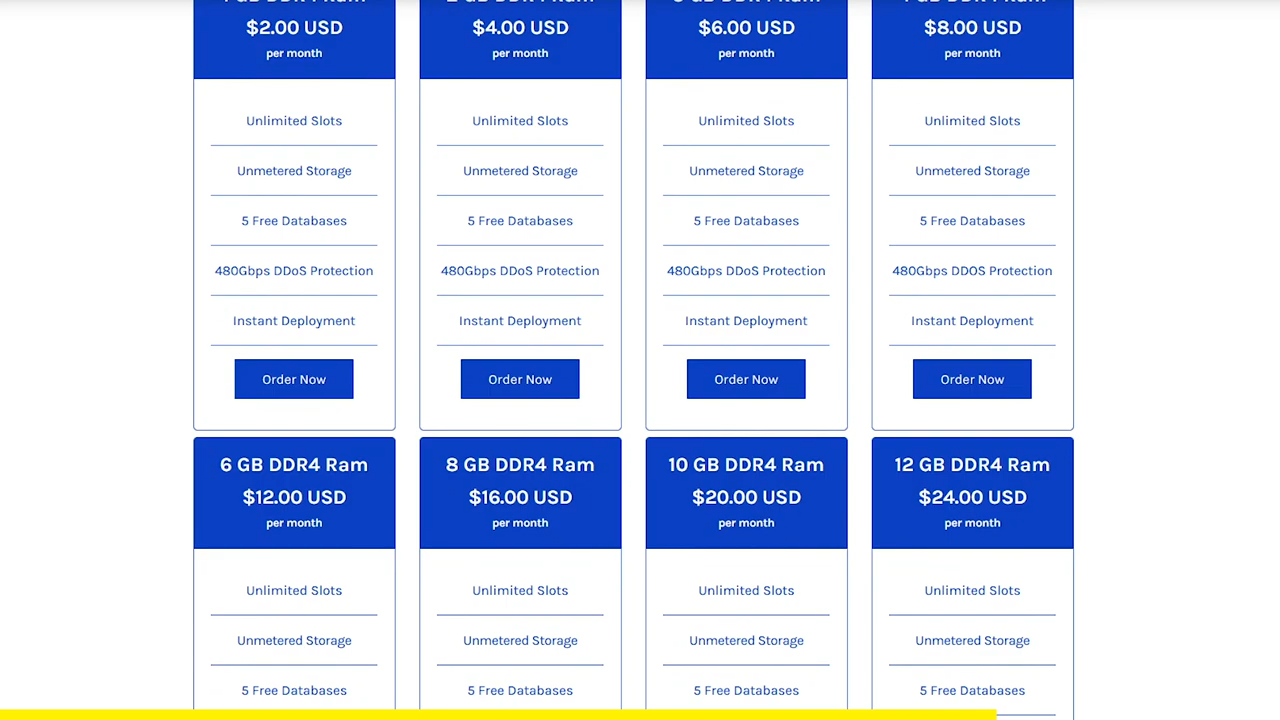 $2.00 USD
per month
Unlimited Slots
Unmetered Storage
5 Free Databases
480Gbps DDoS Protection
Instant Deployment
Order Now
$4.00 USD
per month
Unlimited Slots
Unmetered Storage
5 Free Databases
480Gbps DDoS Protection
Instant Deployment
Order Now
$6.00 USD
per month
Unlimited Slots
Unmetered Storage
5 Free Databases
480Gbps DDoS Protection
Instant Deployment
Order Now
$8.00 USD
per month
Unlimited Slots
Unmetered Storage
5 Free Databases
480Gbps DDOS Protection
Instant Deployment
Order Now
6 GB DDR4 Ram
$12.00 USD
per month
Unlimited Slots
Unmetered Storage
5 Free Databases
8 GB DDR4 Ram
$16.00 USD
per month
Unlimited Slots
Unmetered Storage
5 Free Databases
10 GB DDR4 Ram
$20.00 USD
per month
Unlimited Slots
Unmetered Storage
5 Free Databases
12 GB DDR4 Ram
$24.00 USD
per month
Unlimited Slots
Unmetered Storage
5 Free Databases